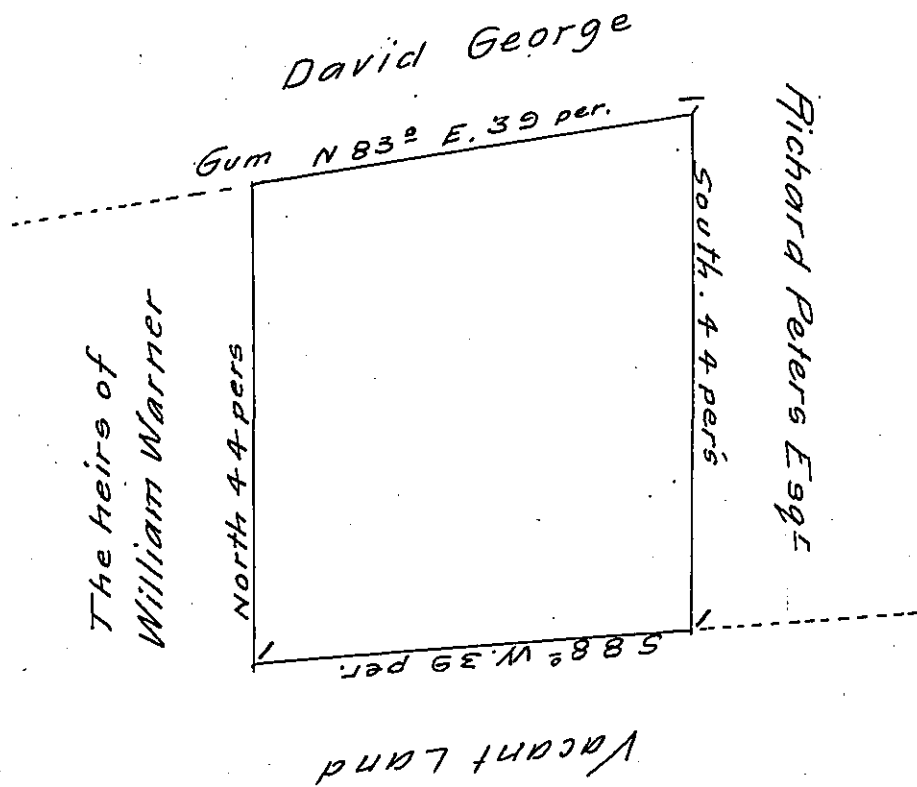 David George
Gum N 83° E. 39 per.
South. 44 per's
Richard Peters Esqr
S 88° W. 39 per.
Vacant Land
North 44 pers
The heirs of
William Warner